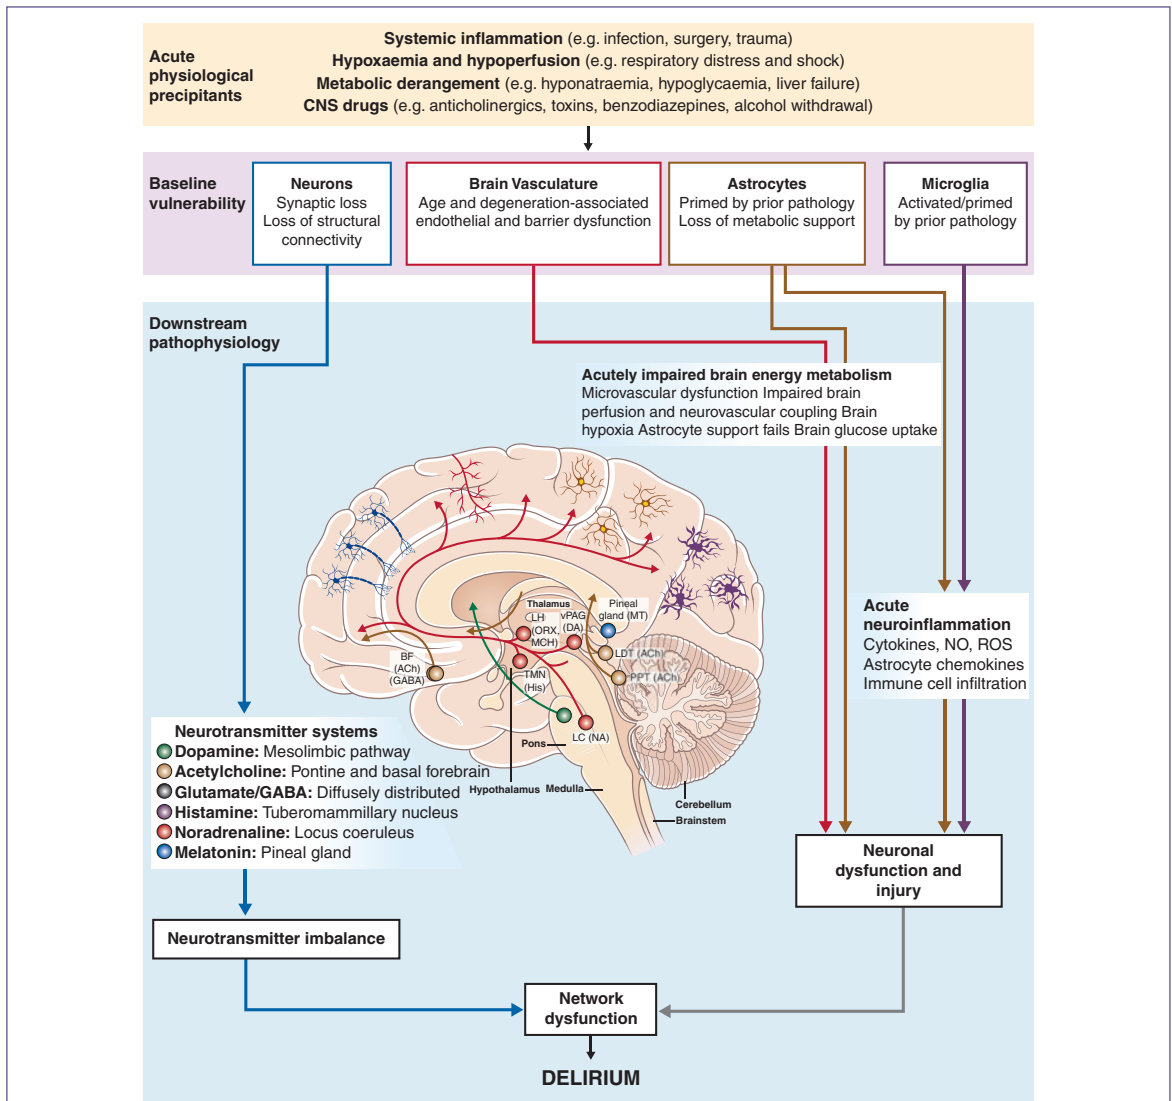 Acute
physiological
precipitants
Systemic inflammation (e.g. infection, surgery, trauma)
Hypoxaemia and hypoperfusion (e.g. respiratory distress and shock)
Metabolic derangement (e.g. hyponatraemia, hypoglycaemia, liver failure)
CNS drugs (e.g. anticholinergics, toxins, benzodiazepines, alcohol withdrawal)
Baseline
vulnerability
Neurons
Synaptic loss
Loss of structural
connectivity
Brain Vasculature
Age and degeneration-associated
endothelial and barrier dysfunction
Astrocytes
Primed by prior pathology
Loss of metabolic support
Microglia
Activated/primed
by prior pathology
Downstream
pathophysiology
Acutely impaired brain energy metabolism
Microvascular dysfunction Impaired brain
perfusion and neurovascular coupling Brain
hypoxia Astrocyte support fails Brain glucose uptake
Thalamus
LH
(ORX,
MCH)
vPAG
(DA)
Pineal
gland (MT)
LDT (ACh)
PPT (ACh)
BF
(ACh)
(GABA)
TMN
(His)
LC (NA)
Pons
Hypothalamus
Medulla
Cerebellum
Brainstem
Acute
neuroinflammation
Cytokines, NO, ROS
Astrocyte chemokines
Immune cell infiltration
Neurotransmitter systems
Dopamine: Mesolimbic pathway
Acetylcholine: Pontine and basal forebrain
Glutamate/GABA: Diffusely distributed
Histamine: Tuberomammillary nucleus
Noradrenaline: Locus coeruleus
Melatonin: Pineal gland
Neuronal
dysfunction and
injury
Neurotransmitter imbalance
Network
dysfunction
DELIRIUM